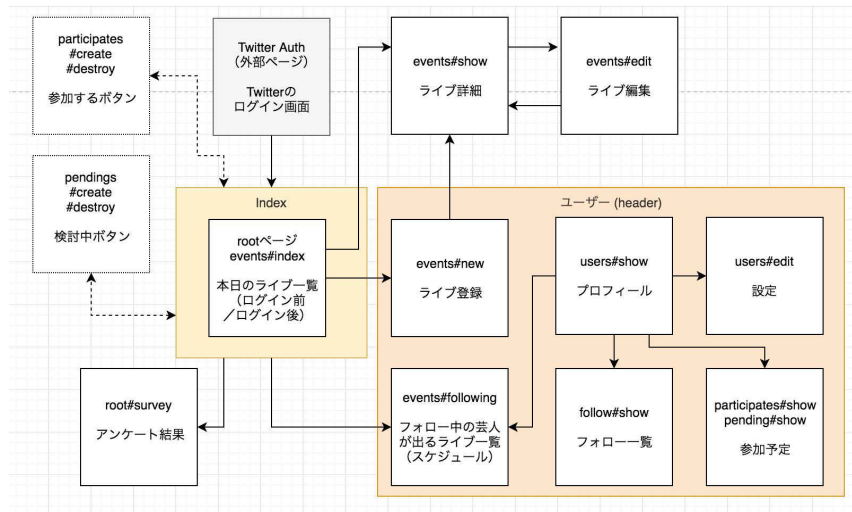 participates
#create
#destroy
参加するボタン
Twitter Auth
（外部ページ）
Twitterの
ログイン画面
events#show
ライブ詳細
events#edit
ライブ編集
pendings
#create
#destroy
検討中ボタン
Index
rootページ
events#index
本日のライブ一覧
（ログイン前
／ログイン後）
ユーザー (header)
events#new
ライブ登録
users#show
プロフィール
users#edit
設定
root#survey
アンケート結果
events#following
フォロー中の芸人
が出るライブ一覧
（スケジュール）
follow#show
フォロー一覧
participates#show
pending#show
参加予定